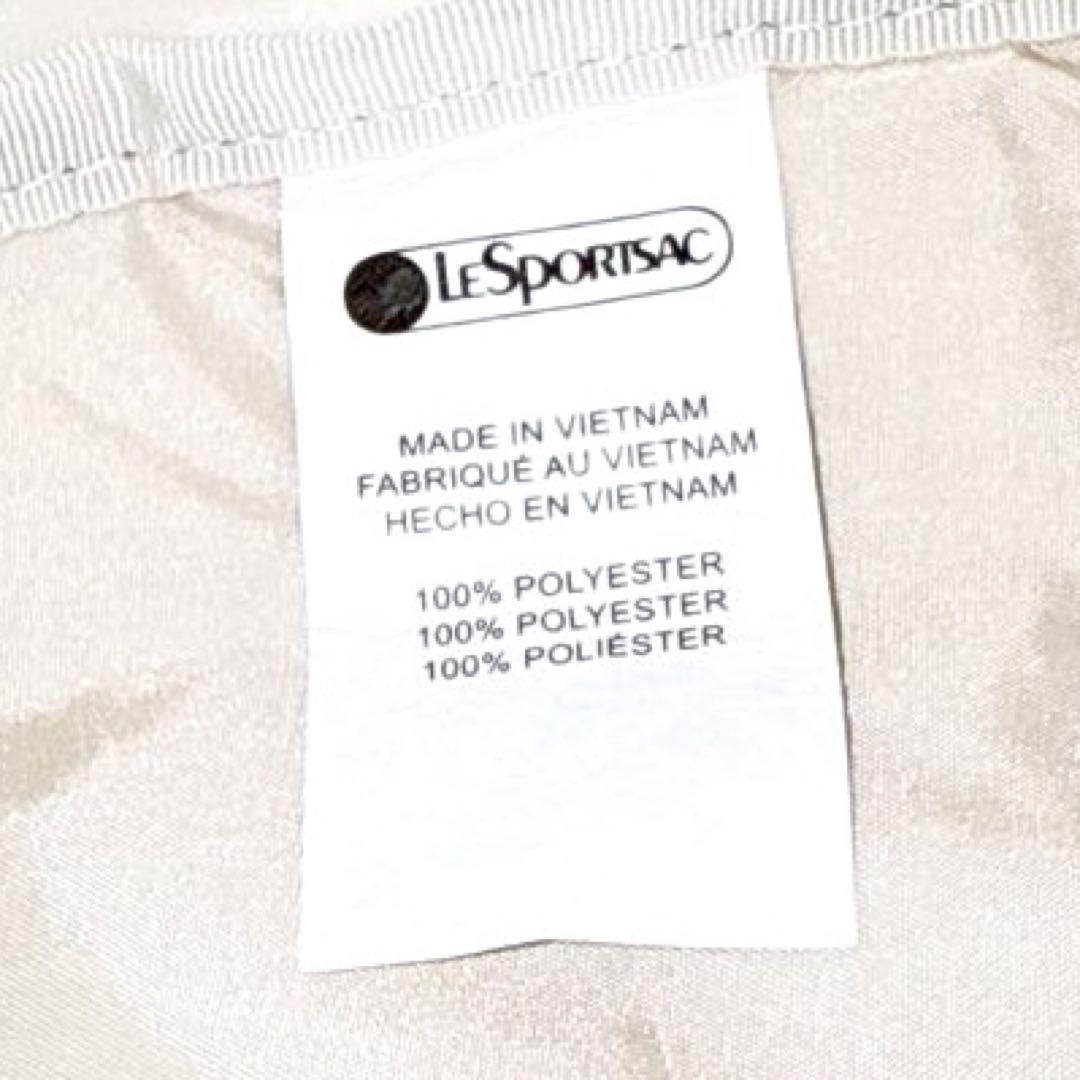 LESPORTSAC
MADE IN VIETNAM
FABRIQUÉ AU VIETNAM
HECHO EN VIETNAM
100% POLYESTER
100% POLYESTER
100% POLIÉSTER